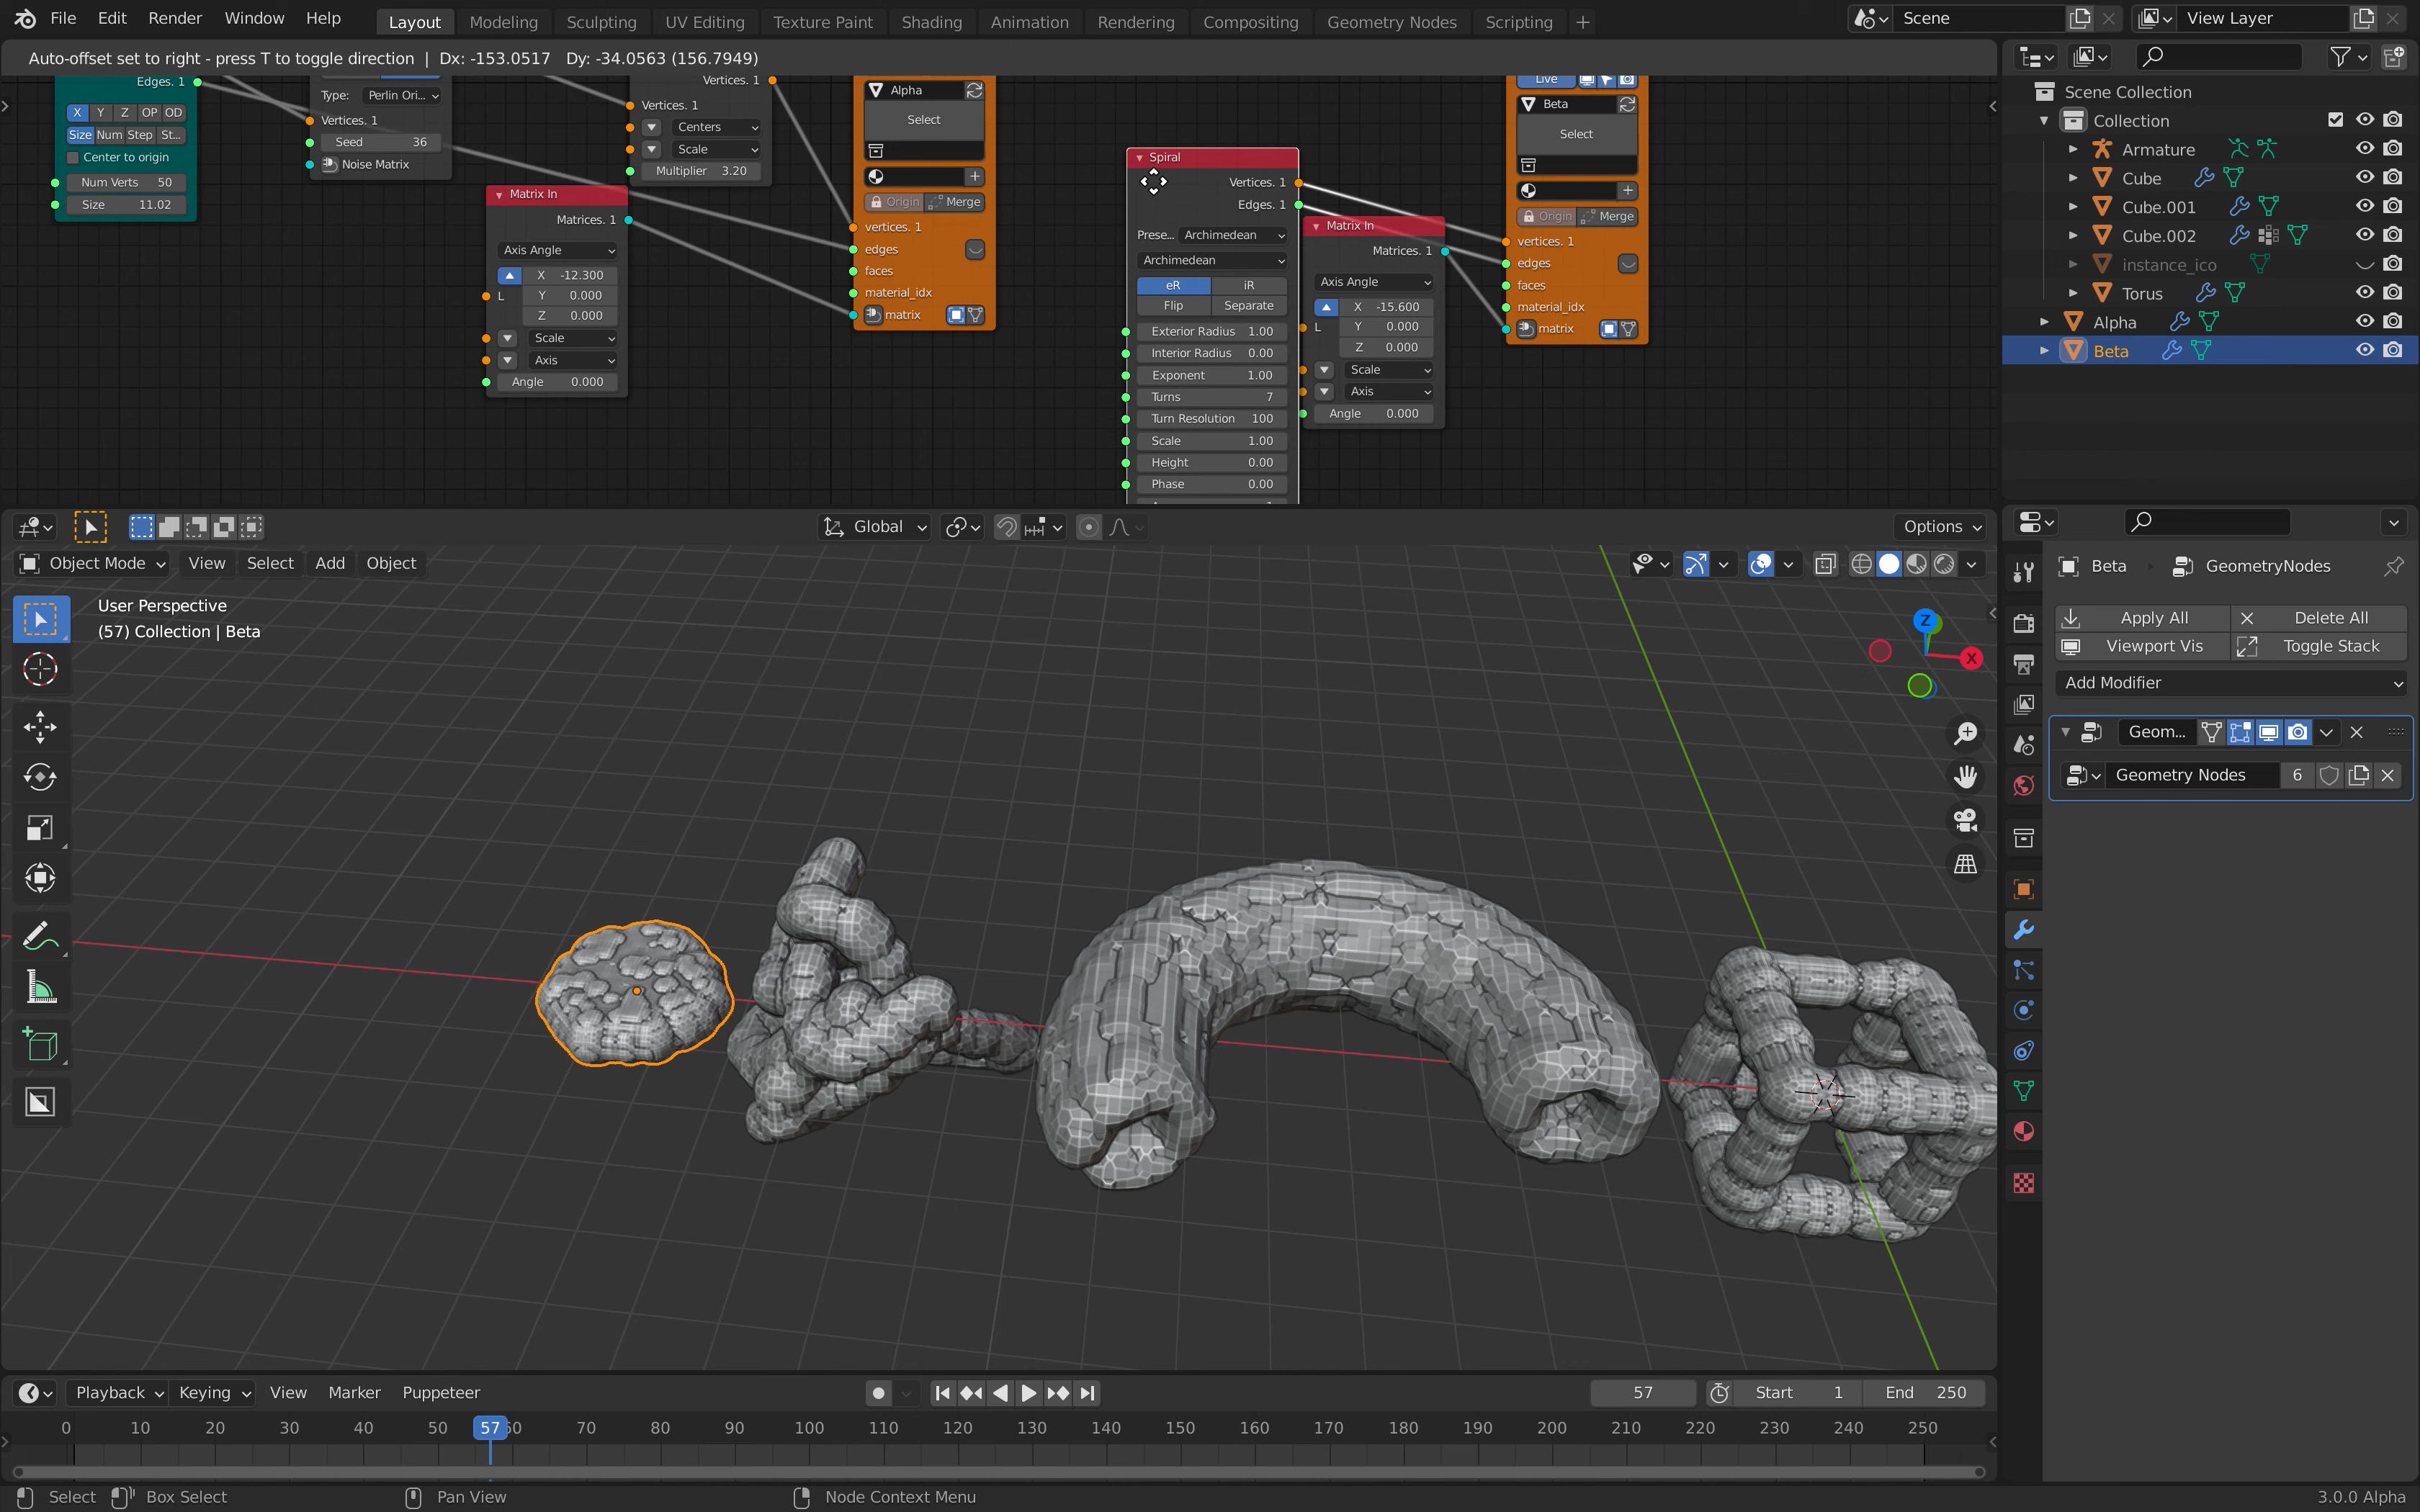 File Edit Render Window Help Layout Modeling Sculpting UV Editing Texture Paint Shading Animation Rendering Compositing Geometry Nodes Scripting + Scene View Layer
Auto-offset set to right - press T to toggle direction | Dx: -153.0517 Dy: -34.0563 (156.7949)
Edges. 1
X Y Z OP OD
Size Num Step St...
Center to origin
Num Verts 50
Size 11.02
Type: Perlin Ori...
Vertices. 1
Seed 36
Noise Matrix
Matrix In
Matrices. 1
Axis Angle
X -12.300
L Y 0.000
Z 0.000
Scale
Axis
Angle 0.000
Vertices. 1
Vertices. 1
Centers
Scale
Multiplier 3.20
Alpha
Select
Origin Merge
vertices. 1
edges
faces
material_idx
matrix
Spiral
Vertices. 1
Edges. 1
Prese... Archimedean
Archimedean
eR iR
Flip Separate
Exterior Radius 1.00
Interior Radius 0.00
Exponent 1.00
Turns 7
Turn Resolution 100
Scale 1.00
Height 0.00
Phase 0.00
Matrix In
Matrices. 1
Axis Angle
X -15.600
L Y 0.000
Z 0.000
Scale
Axis
Angle 0.000
Live
Beta
Select
Origin Merge
vertices. 1
edges
faces
material_idx
matrix
Scene Collection
Collection
Armature
Cube
Cube.001
Cube.002
instance_ico
Torus
Alpha
Beta
Global Options
Object Mode View Select Add Object
User Perspective
(57) Collection | Beta
Z
X
Beta GeometryNodes
Apply All Delete All
Viewport Vis Toggle Stack
Add Modifier
Geom...
Geometry Nodes 6
Playback Keying View Marker Puppeteer 57 Start 1 End 250
0 10 20 30 40 50 57 60 70 80 90 100 110 120 130 140 150 160 170 180 190 200 210 220 230 240 250
Select Box Select Pan View Node Context Menu 3.0.0 Alpha